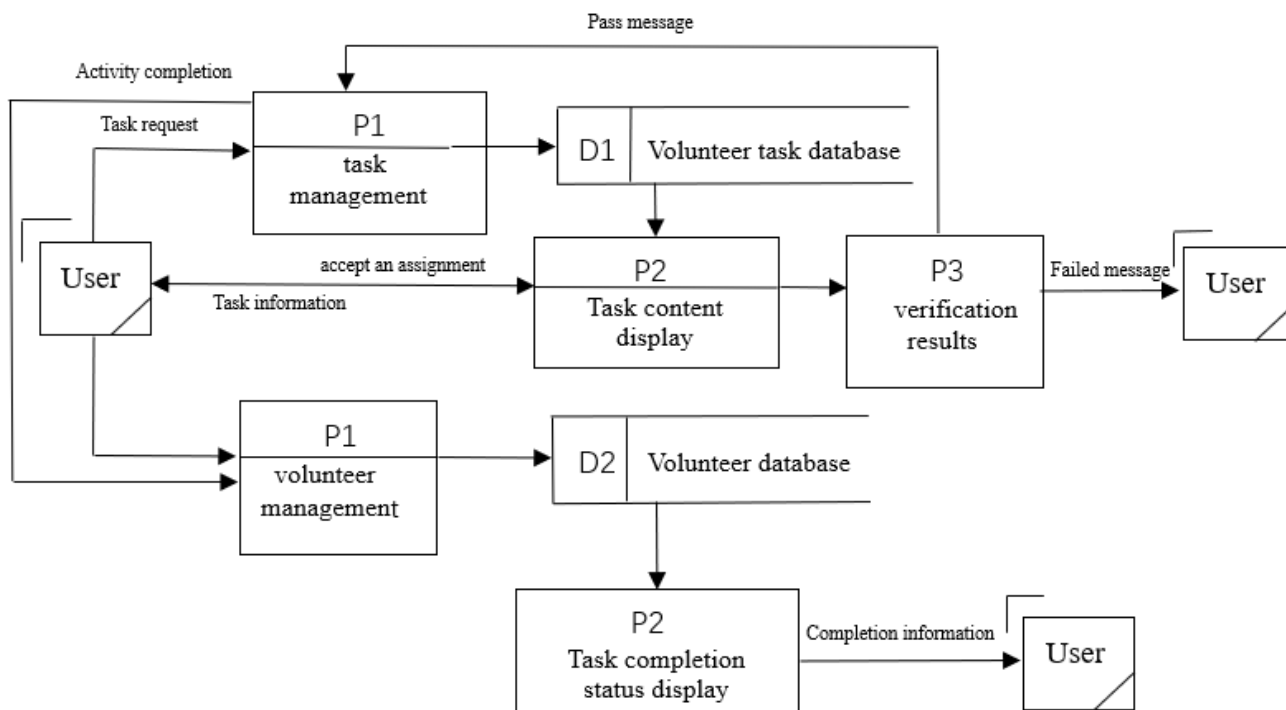 Pass message
Activity completion
Task request
P1
task
management
D1
Volunteer task database
User
accept an assignment
Task information
P2
Task content
display
P3
verification
results
Failed message
User
P1
volunteer
management
D2
Volunteer database
P2
Task completion
status display
Completion information
User